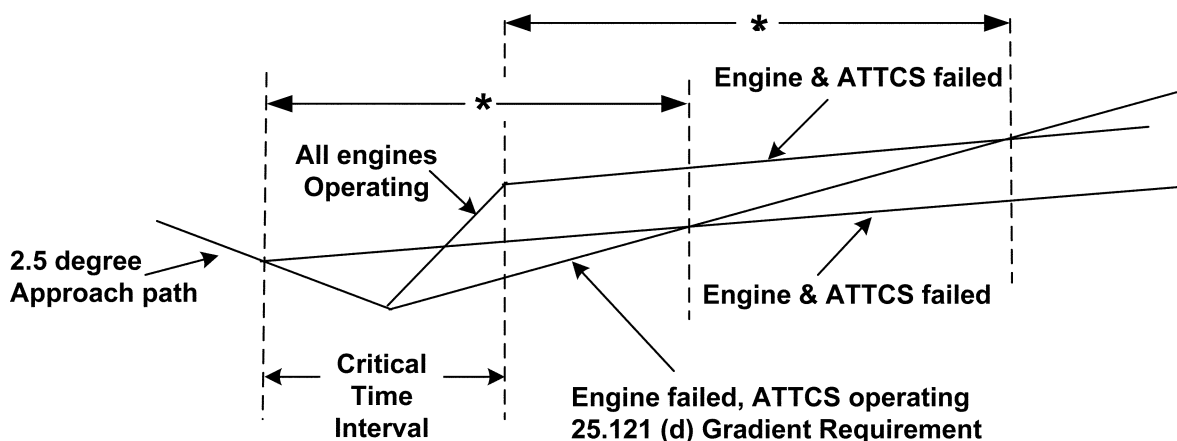 *
Engine & ATTCS failed
*
All engines
Operating
2.5 degree
Approach path
Engine & ATTCS failed
Critical
Time
Interval
Engine failed, ATTCS operating
25.121 (d) Gradient Requirement